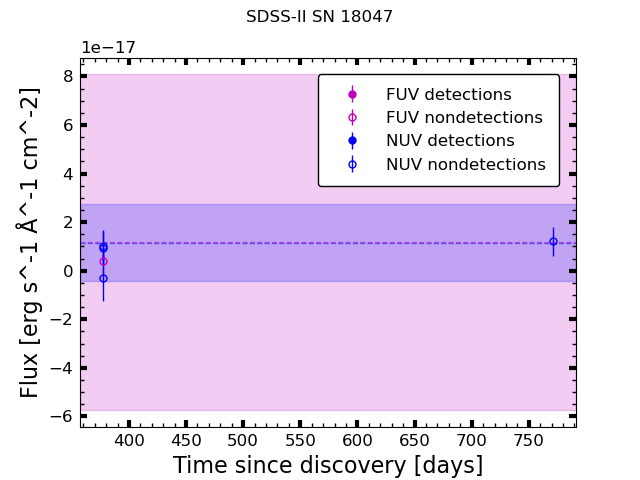 SDSS-II SN 18047
1e−17
8
6
4
2
0
−2
−4
−6
Flux [erg s^-1 Å^-1 cm^-2]
FUV detections
FUV nondetections
NUV detections
NUV nondetections
400 450 500 550 600 650 700 750
Time since discovery [days]